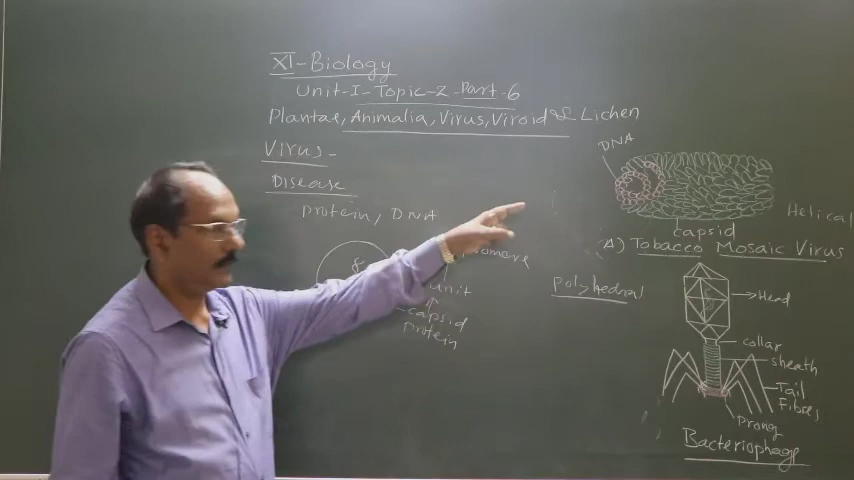 XI-Biology
Unit-I-Topic-2-Part-6
Plantae, Animalia, Virus, Viroid & Lichen
Virus-
Disease
Protein, DNA
unit
capsid
protein
DNA
capsid
Helical
A) Tobacco Mosaic Virus
Polyhedral
Head
collar
sheath
Tail
Fibres
Prong
Bacteriophage